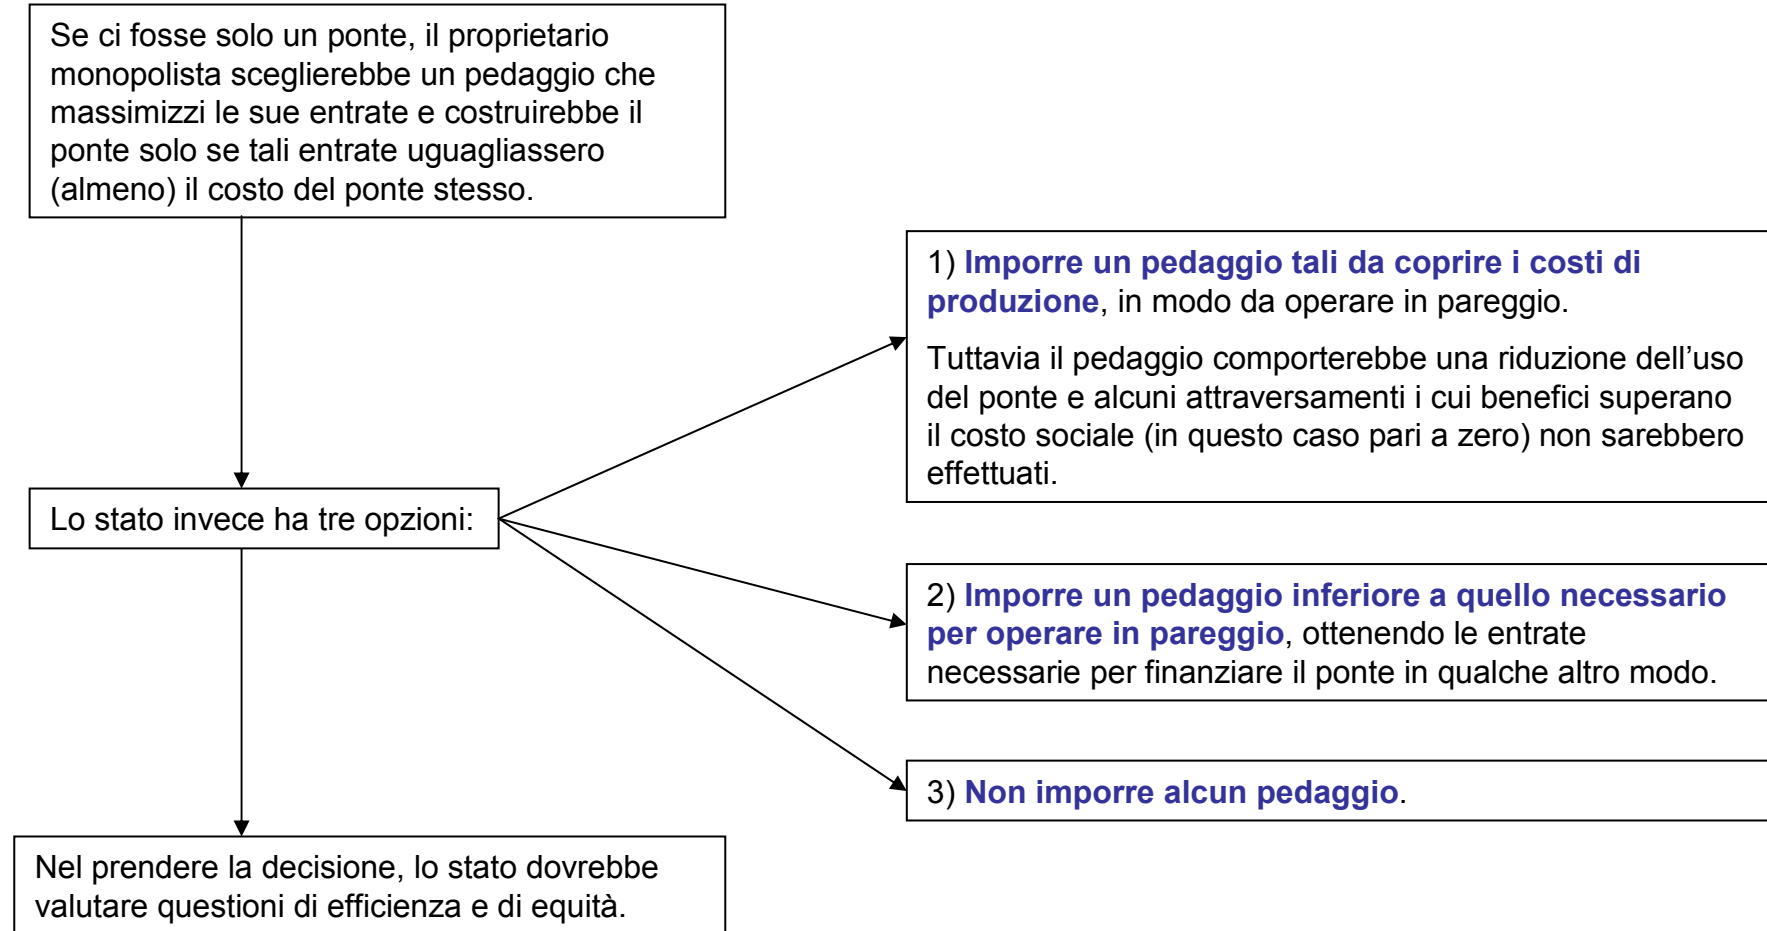 Se ci fosse solo un ponte, il proprietario
monopolista sceglierebbe un pedaggio che
massimizzi le sue entrate e costruirebbe il
ponte solo se tali entrate uguagliassero
(almeno) il costo del ponte stesso.
Lo stato invece ha tre opzioni:
1) Imporre un pedaggio tali da coprire i costi di
produzione, in modo da operare in pareggio.
Tuttavia il pedaggio comporterebbe una riduzione dell’uso
del ponte e alcuni attraversamenti i cui benefici superano
il costo sociale (in questo caso pari a zero) non sarebbero
effettuati.
2) Imporre un pedaggio inferiore a quello necessario
per operare in pareggio, ottenendo le entrate
necessarie per finanziare il ponte in qualche altro modo.
3) Non imporre alcun pedaggio.
Nel prendere la decisione, lo stato dovrebbe
valutare questioni di efficienza e di equità.